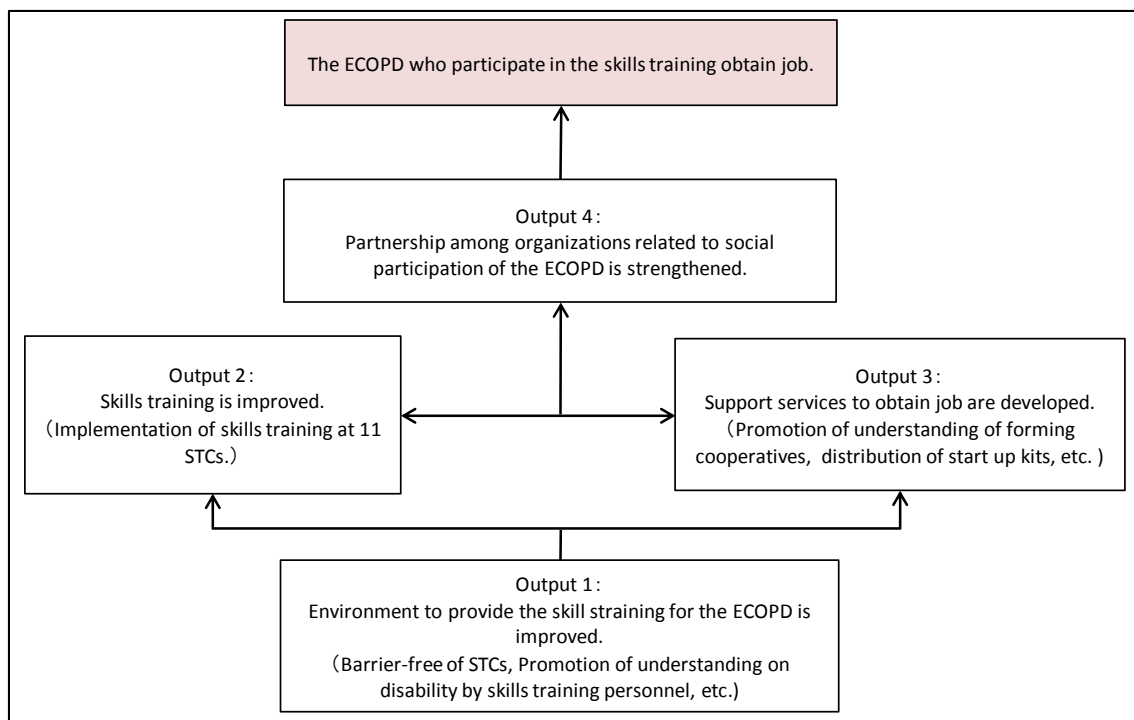 The ECOPD who participate in the skills training obtain job.
Output 4：
Partnership among organizations related to social
participation of the ECOPD is strengthened.
Output 2：
Skills training is improved.
（Implementation of skills training at 11
STCs.）
Output 3：
Support services to obtain job are developed.
（Promotion of understanding of forming
cooperatives, distribution of start up kits, etc. )
Output 1：
Environment to provide the skill straining for the ECOPD is
improved.
（Barrier-free of STCs, Promotion of understanding on
disability by skills training personnel, etc.)